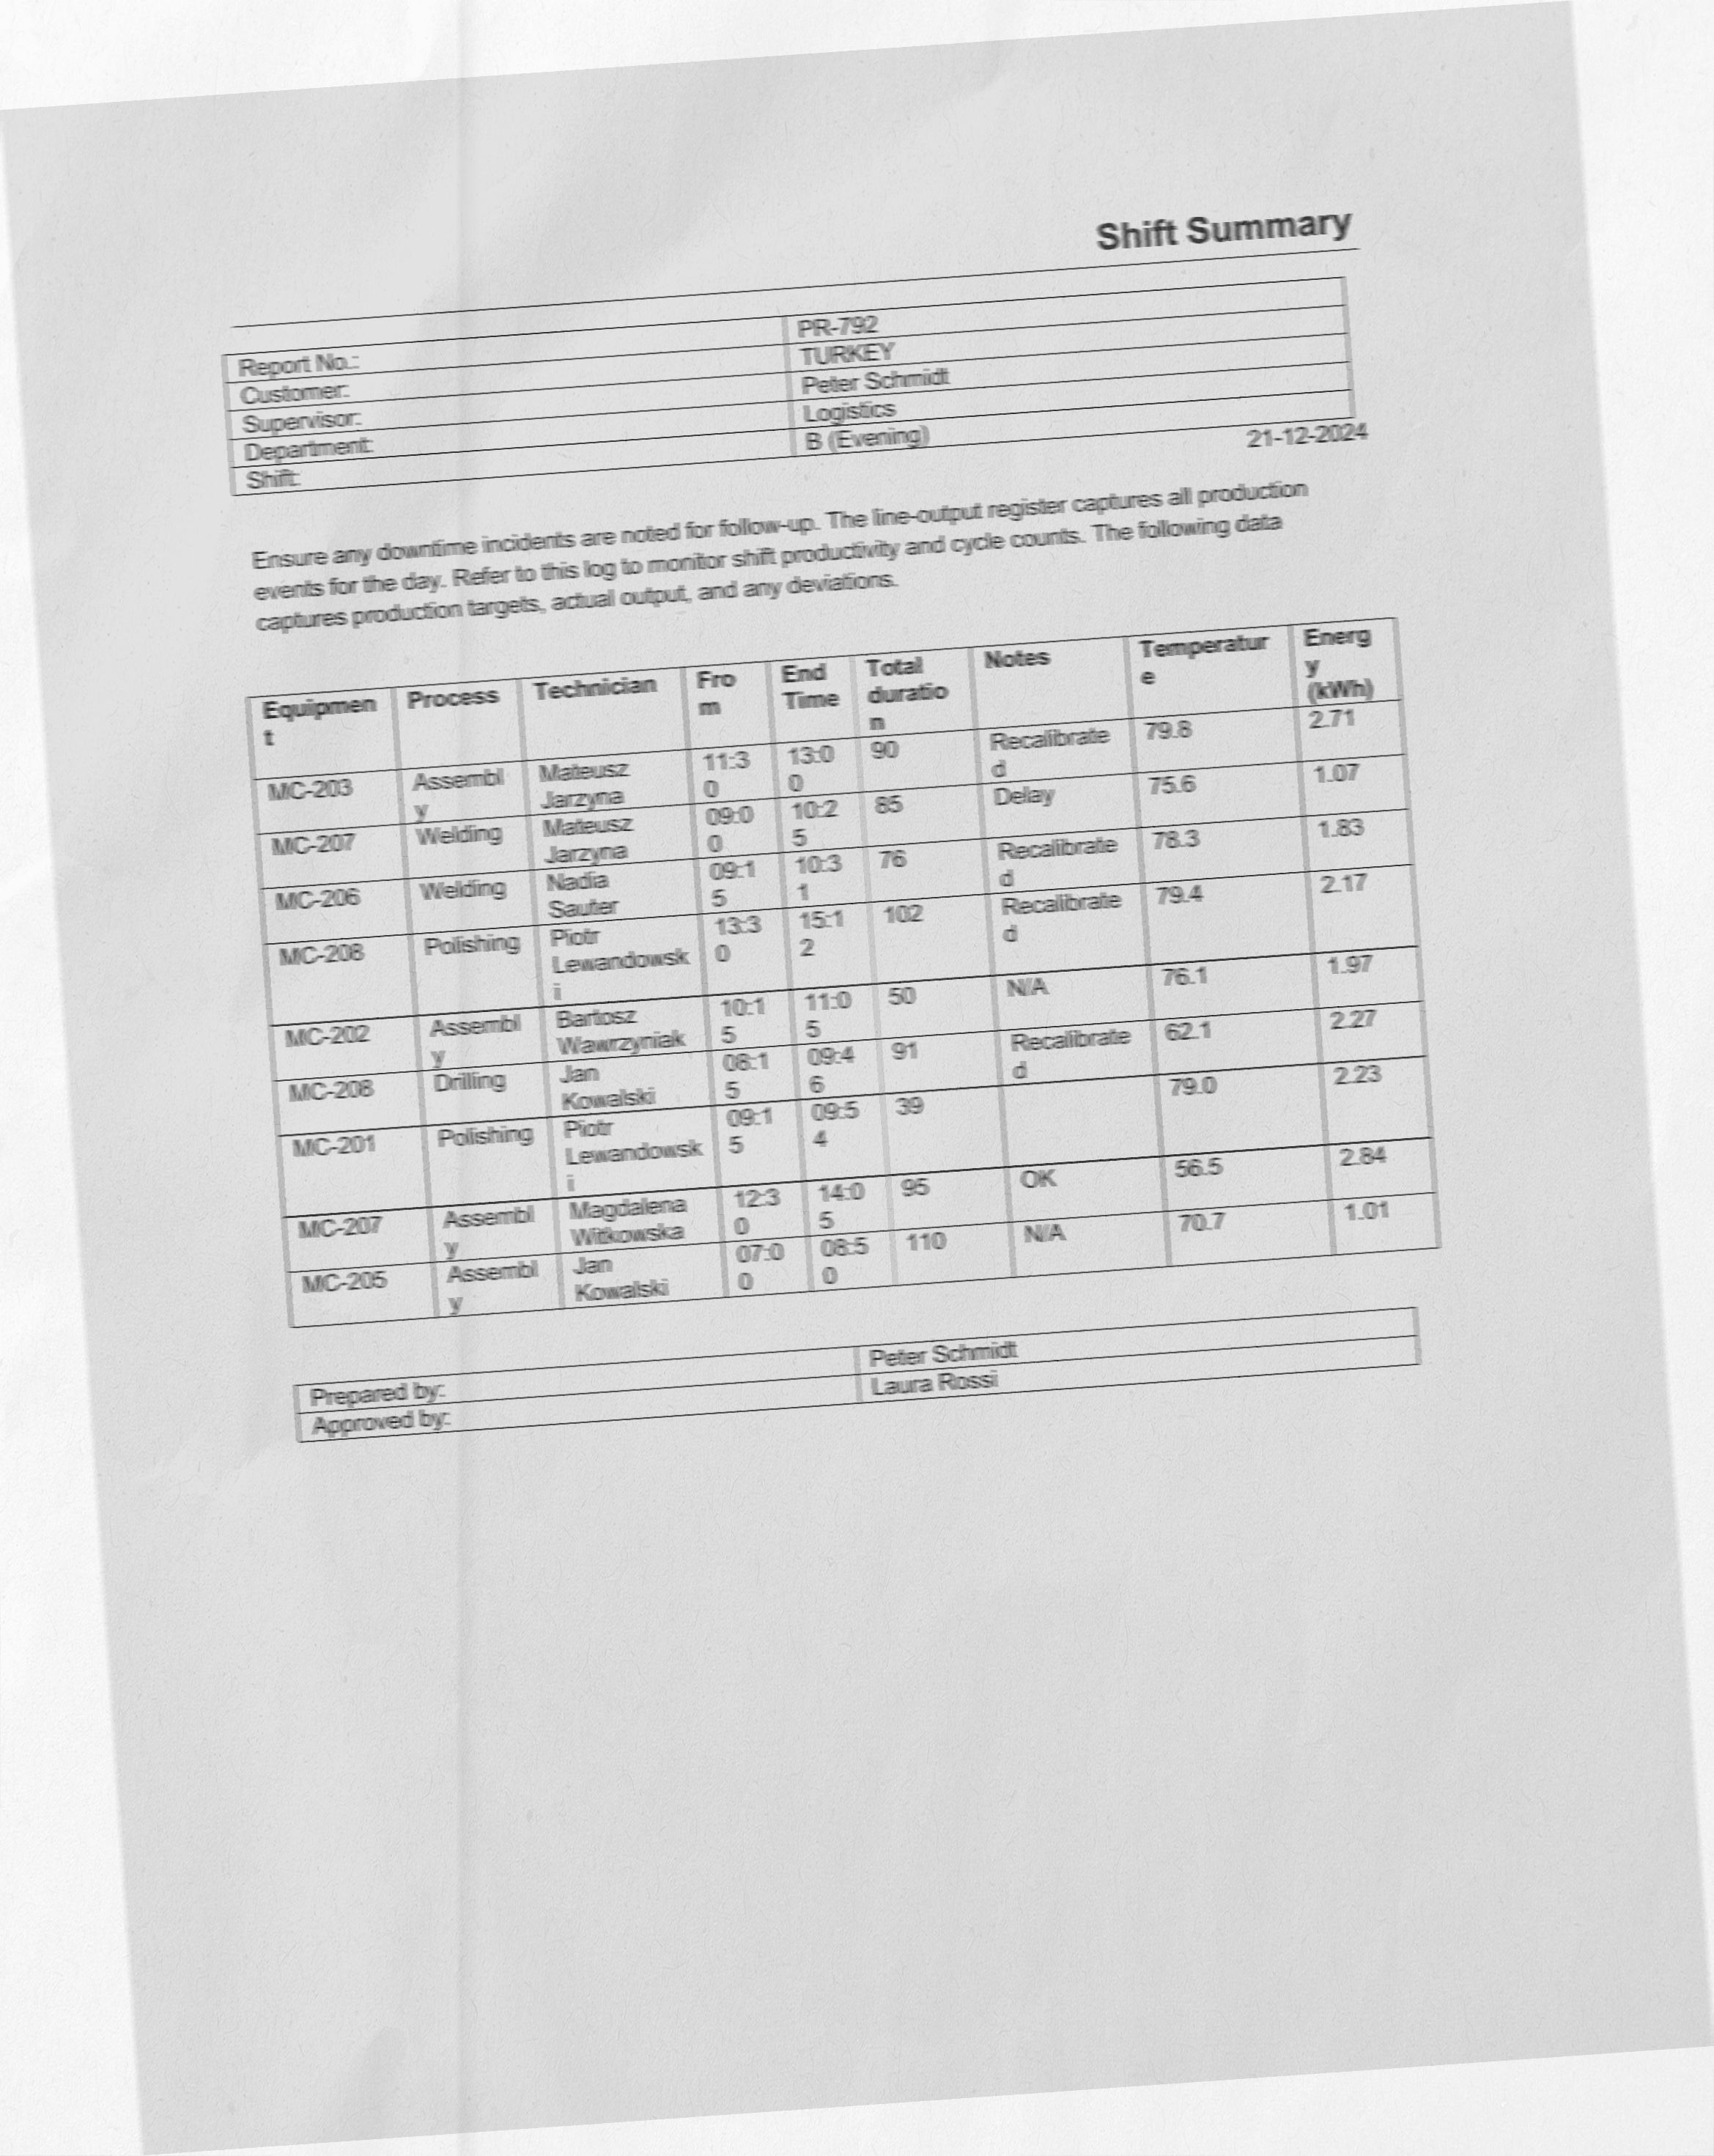 Shift Summary
Report No.: PR-792
Customer: TURKEY
Supervisor: Peter Schmidt
Department: Logistics
Shift: B (Evening)
21-12-2024
Ensure any downtime incidents are noted for follow-up. The line-output register captures all production
events for the day. Refer to this log to monitor shift productivity and cycle counts. The following data
captures production targets, actual output, and any deviations.
Equipment Process Technician From End Time Total duration Notes Temperature Energy (kWh)
MC-203 Assembly Mateusz Jarzyna 11:30 13:00 90 Recalibrated 79.8 2.71
MC-207 Welding Mateusz Jarzyna 09:00 10:25 85 Delay 75.6 1.07
MC-206 Welding Nadia Sauter 09:15 10:31 76 Recalibrated 78.3 1.83
MC-208 Polishing Piotr Lewandowski 13:30 15:12 102 Recalibrated 79.4 2.17
MC-202 Assembly Bartosz Wawrzyniak 10:15 11:05 50 N/A 76.1 1.97
MC-208 Drilling Jan Kowalski 08:15 09:46 91 Recalibrated 62.1 2.27
MC-201 Polishing Piotr Lewandowski 09:15 09:54 39 79.0 2.23
MC-207 Assembly Magdalena Witkowska 12:30 14:05 95 OK 56.5 2.84
MC-205 Assembly Jan Kowalski 07:00 08:50 110 N/A 70.7 1.01
Prepared by: Peter Schmidt
Approved by: Laura Rossi